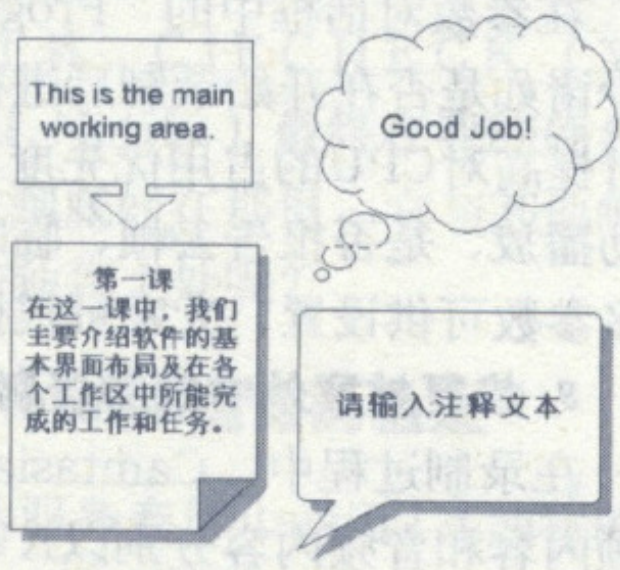 This is the main
working area.
Good Job!
第一课
在这一课中，我们
主要介绍软件的基
本界面布局及在各
个工作区中所能完
成的工作和任务。
请输入注释文本